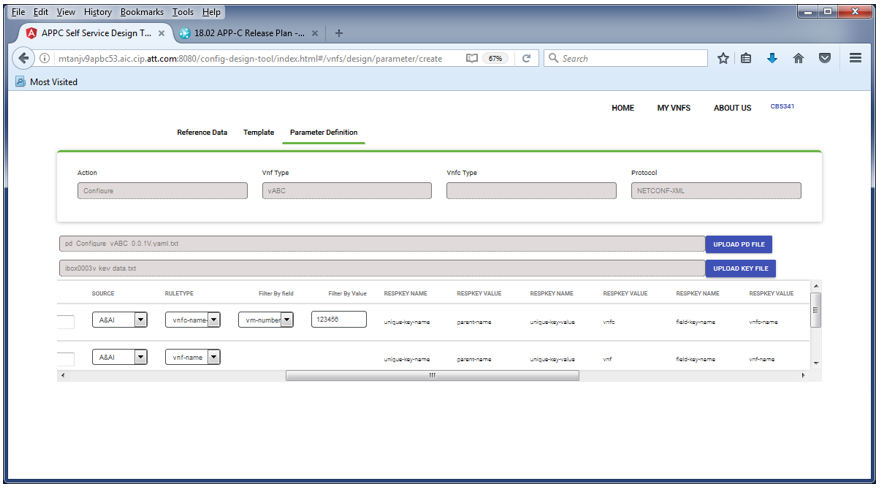 File Edit View History Bookmarks Tools Help
APPC Self Service Design T... × 18.02 APP-C Release Plan -... × +
mtanjv9apbc53.aic.cip.att.com:8080/config-design-tool/index.html#/vnfs/design/parameter/create 67% Search
Most Visited
HOME MY VNFS ABOUT US CB5341
Reference Data Template Parameter Definition
Action Vnf Type Vnfc Type Protocol
Configure vABC NETCONF-XML
pd Configure vABC 0.0.1V.yaml.txt UPLOAD PD FILE
ibcx0003v key data.txt UPLOAD KEY FILE
SOURCE RULETYPE Filter By field Filter By Value RESPKEY NAME RESPKEY VALUE RESPKEY NAME RESPKEY VALUE RESPKEY NAME RESPKEY VALUE
A&AI vnfc-name- vm-number 123456 unique-key-name parent-name unique-key-value vnfc field-key-name vnfc-name
A&AI vnf-name unique-key-name parent-name unique-key-value vnf field-key-name vnf-name